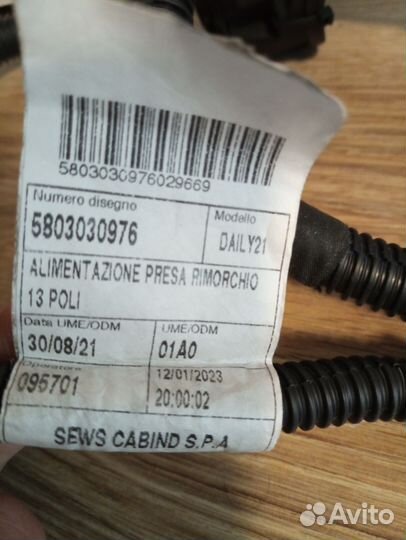 5803030976029669
Numero disegno
5803030976
Modello
DAILY21
ALIMENTAZIONE PRESA RIMORCHIO
13 POLI
Data UME/ODM
30/08/21
UME/ODM
01A0
Operatore
095701
12/01/2023
20:00:02
SEWS CABIND S.P.A
Avito